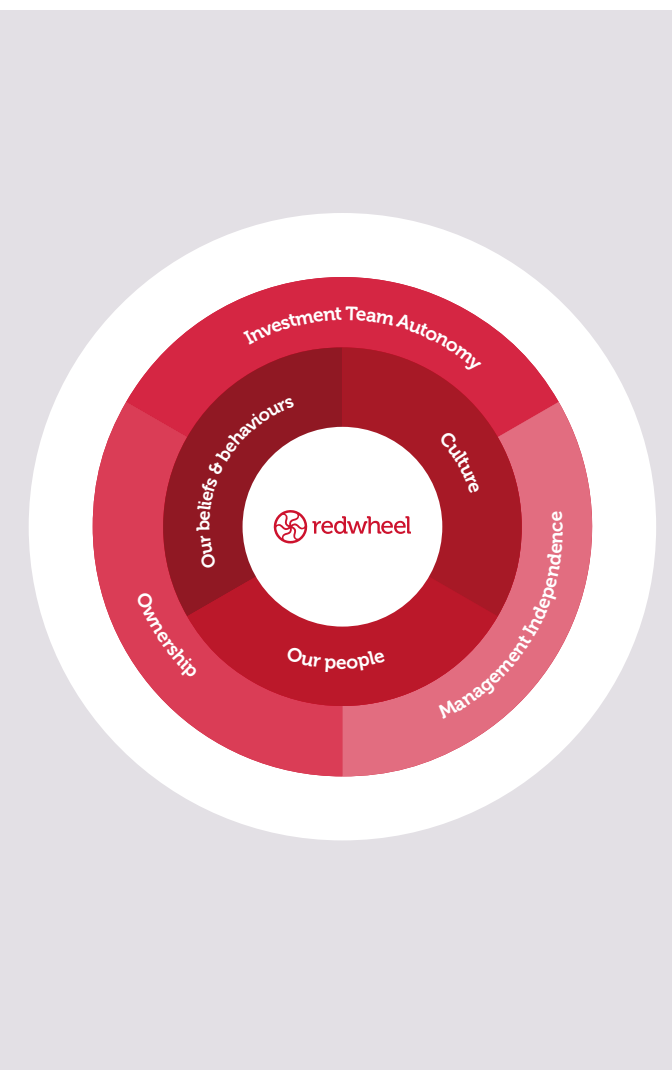 Investment Team Autonomy
Our beliefs & behaviours
Culture
redwheel
Management Independence
Ownership
Our people